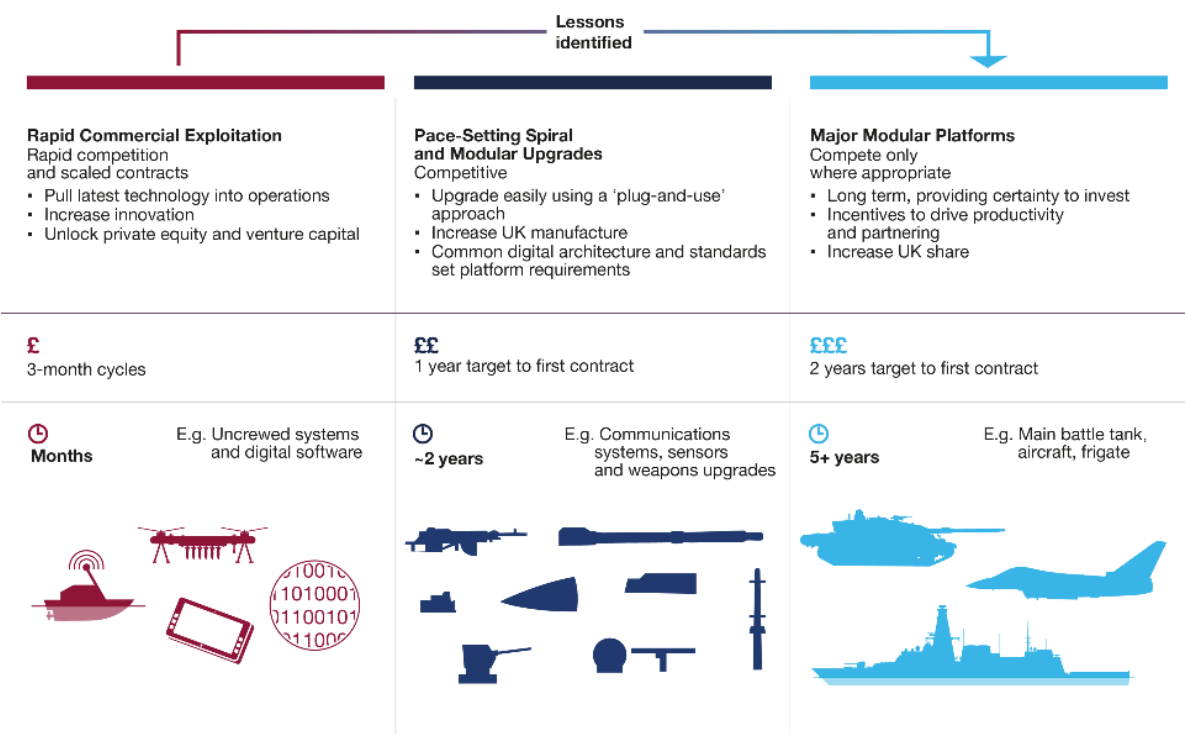 Lessons
identified
Rapid Commercial Exploitation
Rapid competition
and scaled contracts
▪ Pull latest technology into operations
▪ Increase innovation
▪ Unlock private equity and venture capital
Pace-Setting Spiral
and Modular Upgrades
Competitive
▪ Upgrade easily using a ‘plug-and-use’
approach
▪ Increase UK manufacture
▪ Common digital architecture and standards
set platform requirements
Major Modular Platforms
Compete only
where appropriate
▪ Long term, providing certainty to invest
▪ Incentives to drive productivity
and partnering
▪ Increase UK share
£
3-month cycles
££
1 year target to first contract
£££
2 years target to first contract
Months
E.g. Uncrewed systems
and digital software
~2 years
E.g. Communications
systems, sensors
and weapons upgrades
5+ years
E.g. Main battle tank,
aircraft, frigate
01001
1101000
01100101
01100